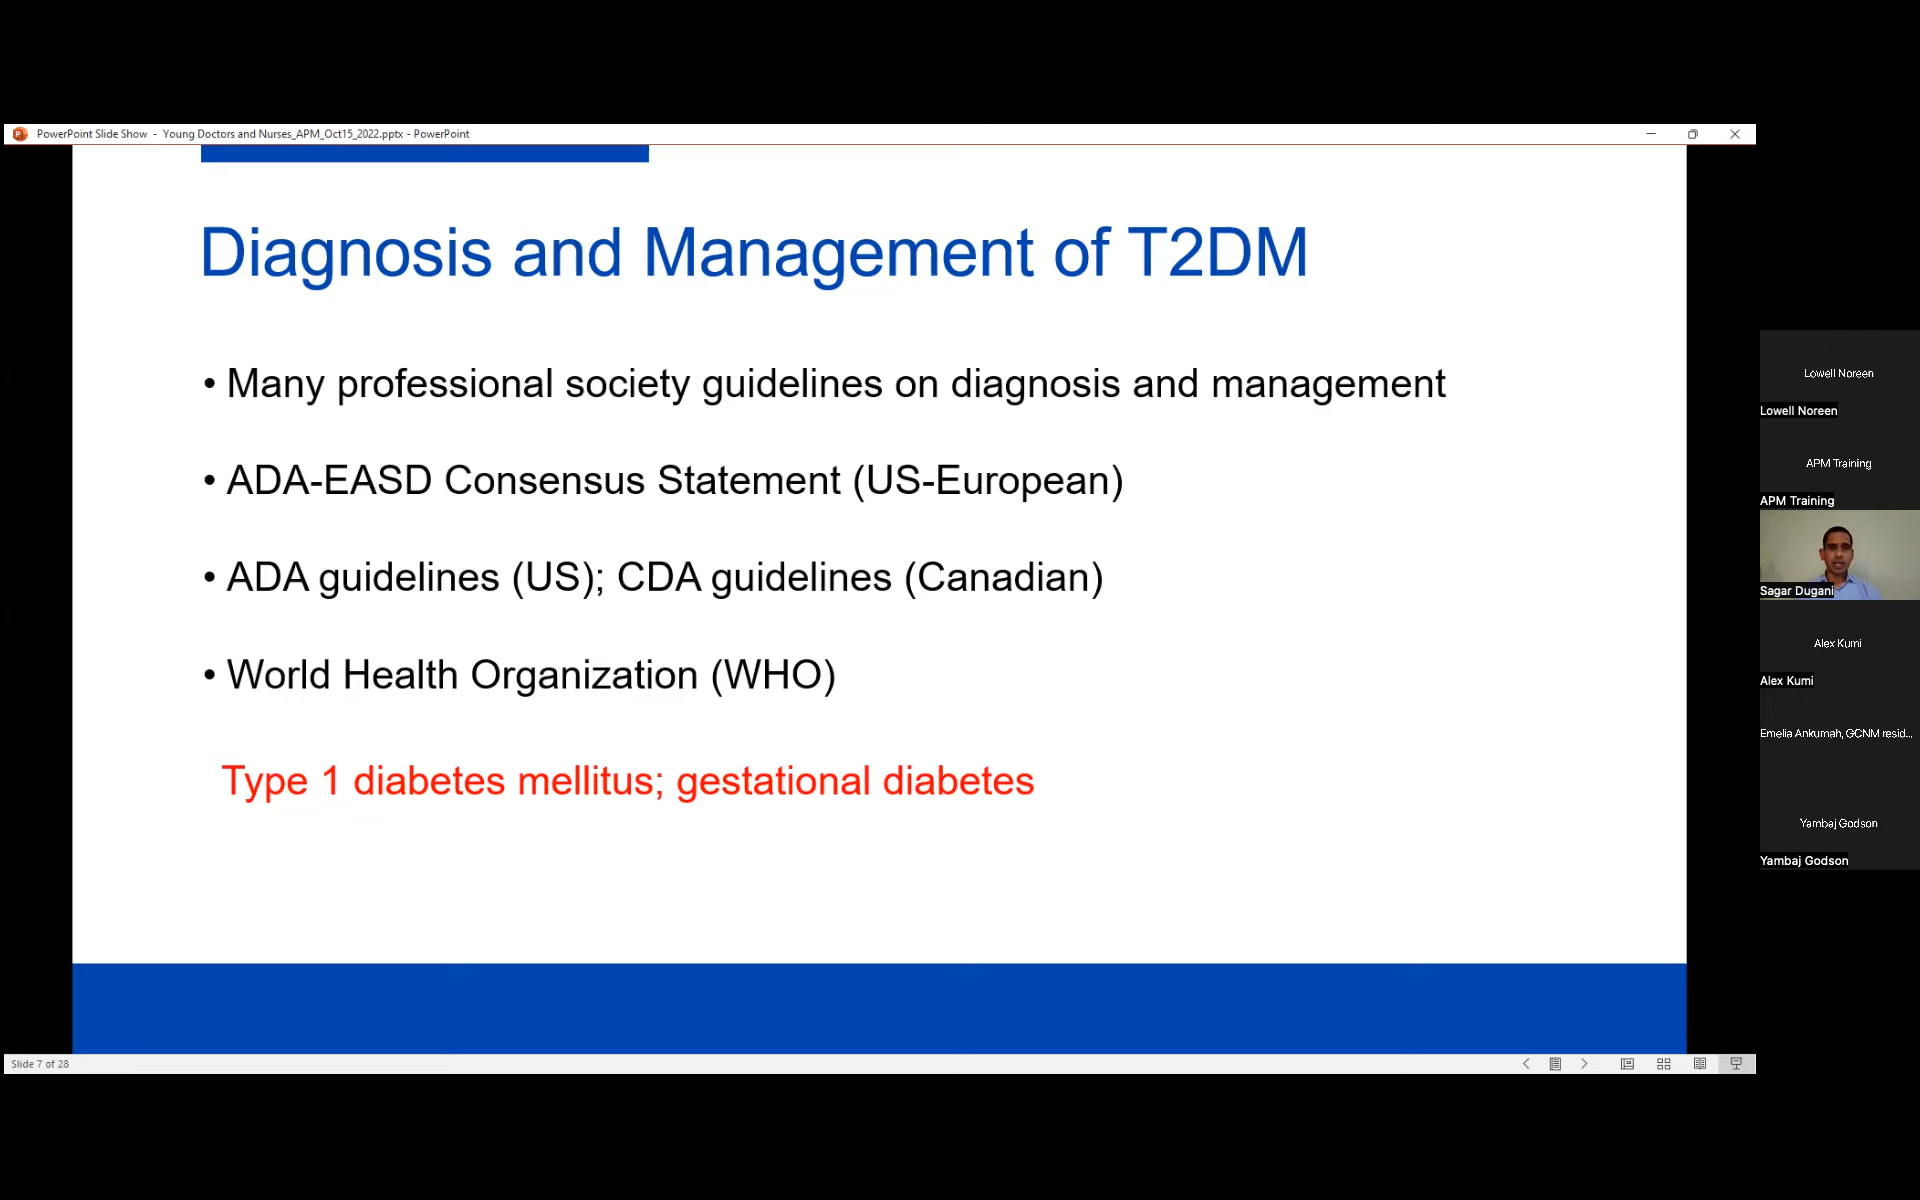 PowerPoint Slide Show - Young Doctors and Nurses_APM_Oct15_2022.pptx - PowerPoint
Diagnosis and Management of T2DM
• Many professional society guidelines on diagnosis and management
• ADA-EASD Consensus Statement (US-European)
• ADA guidelines (US); CDA guidelines (Canadian)
• World Health Organization (WHO)
Type 1 diabetes mellitus; gestational diabetes
Slide 7 of 28
Lowell Noreen
Lowell Noreen
APM Training
APM Training
Sagar Dugani
Alex Kumi
Alex Kumi
Emelia Ankumah, GCNM resid...
Yambaj Godson
Yambaj Godson